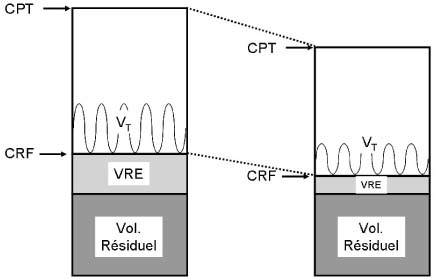 CPT
CPT
VT
VT
CRF
CRF
VRE
VRE
Vol.
Résiduel
Vol.
Résiduel